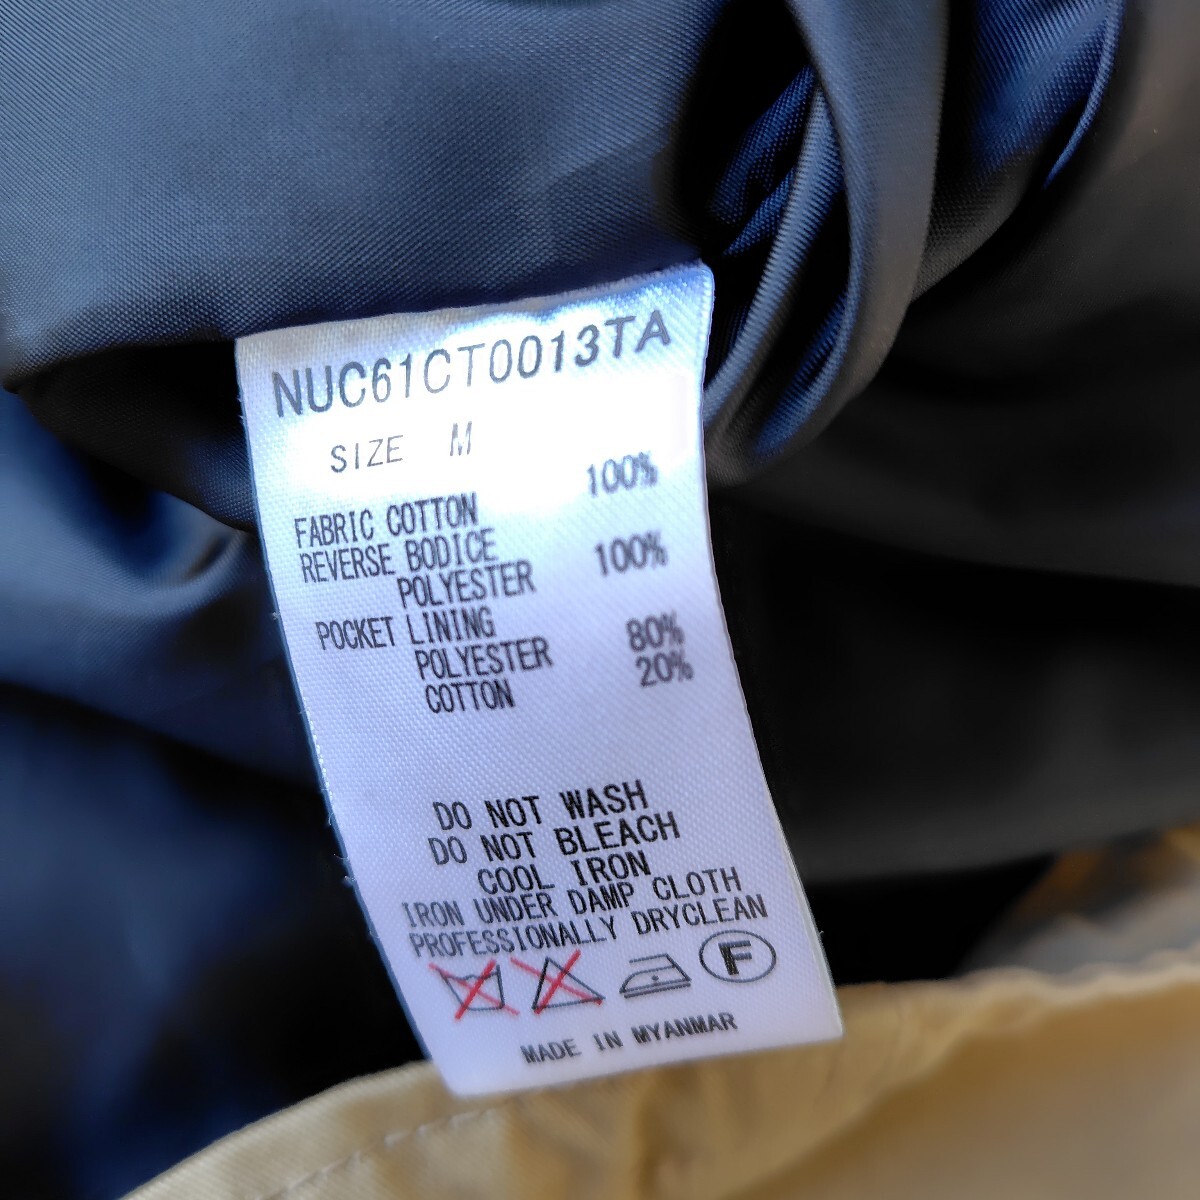 NUC61CT0013TA
SIZE M
FABRIC COTTON 100%
REVERSE BODICE
POLYESTER 100%
POCKET LINING
POLYESTER 80%
COTTON 20%
DO NOT WASH
DO NOT BLEACH
COOL IRON
IRON UNDER DAMP CLOTH
PROFESSIONALLY DRYCLEAN
F
MADE IN MYANMAR